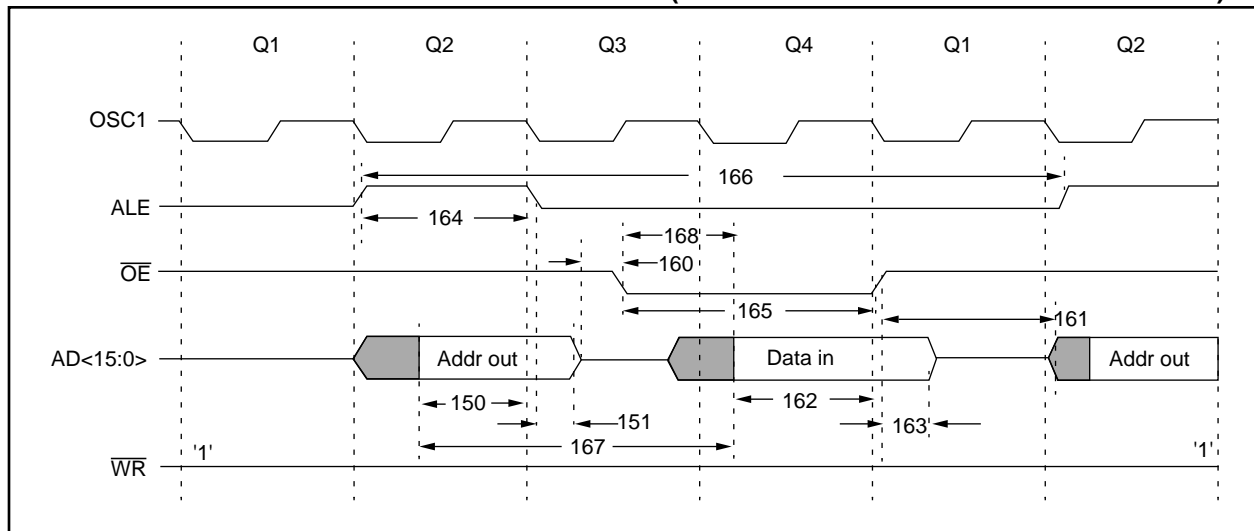 Q1 Q2 Q3 Q4 Q1 Q2
OSC1
166
ALE
164
168
160
OE
165
161
AD<15:0>
Addr out
Data in
Addr out
150
151
162
163
167
'1'
'1'
WR